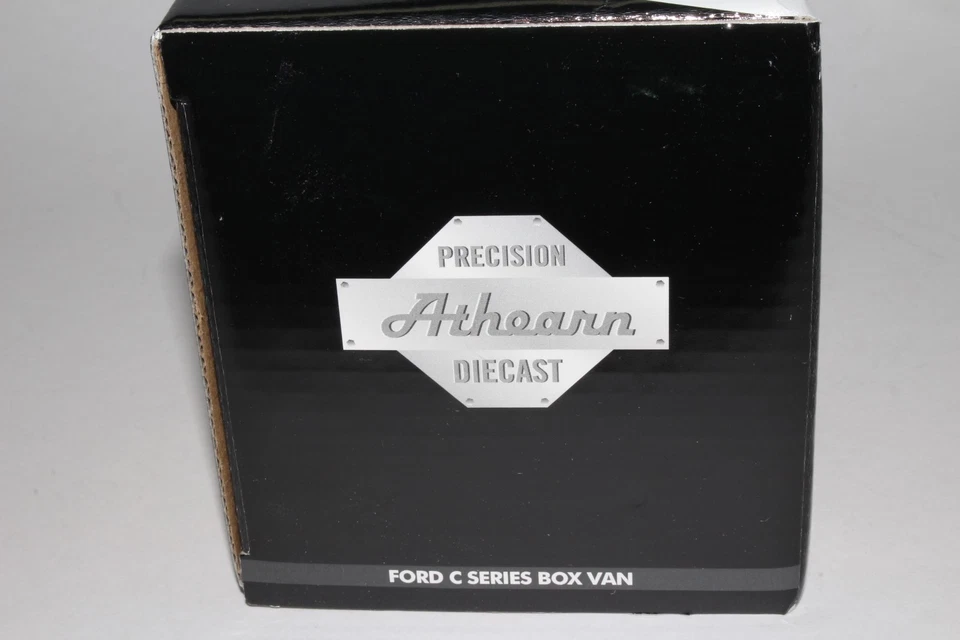 PRECISION
Athearn
DIECAST
FORD C SERIES BOX VAN